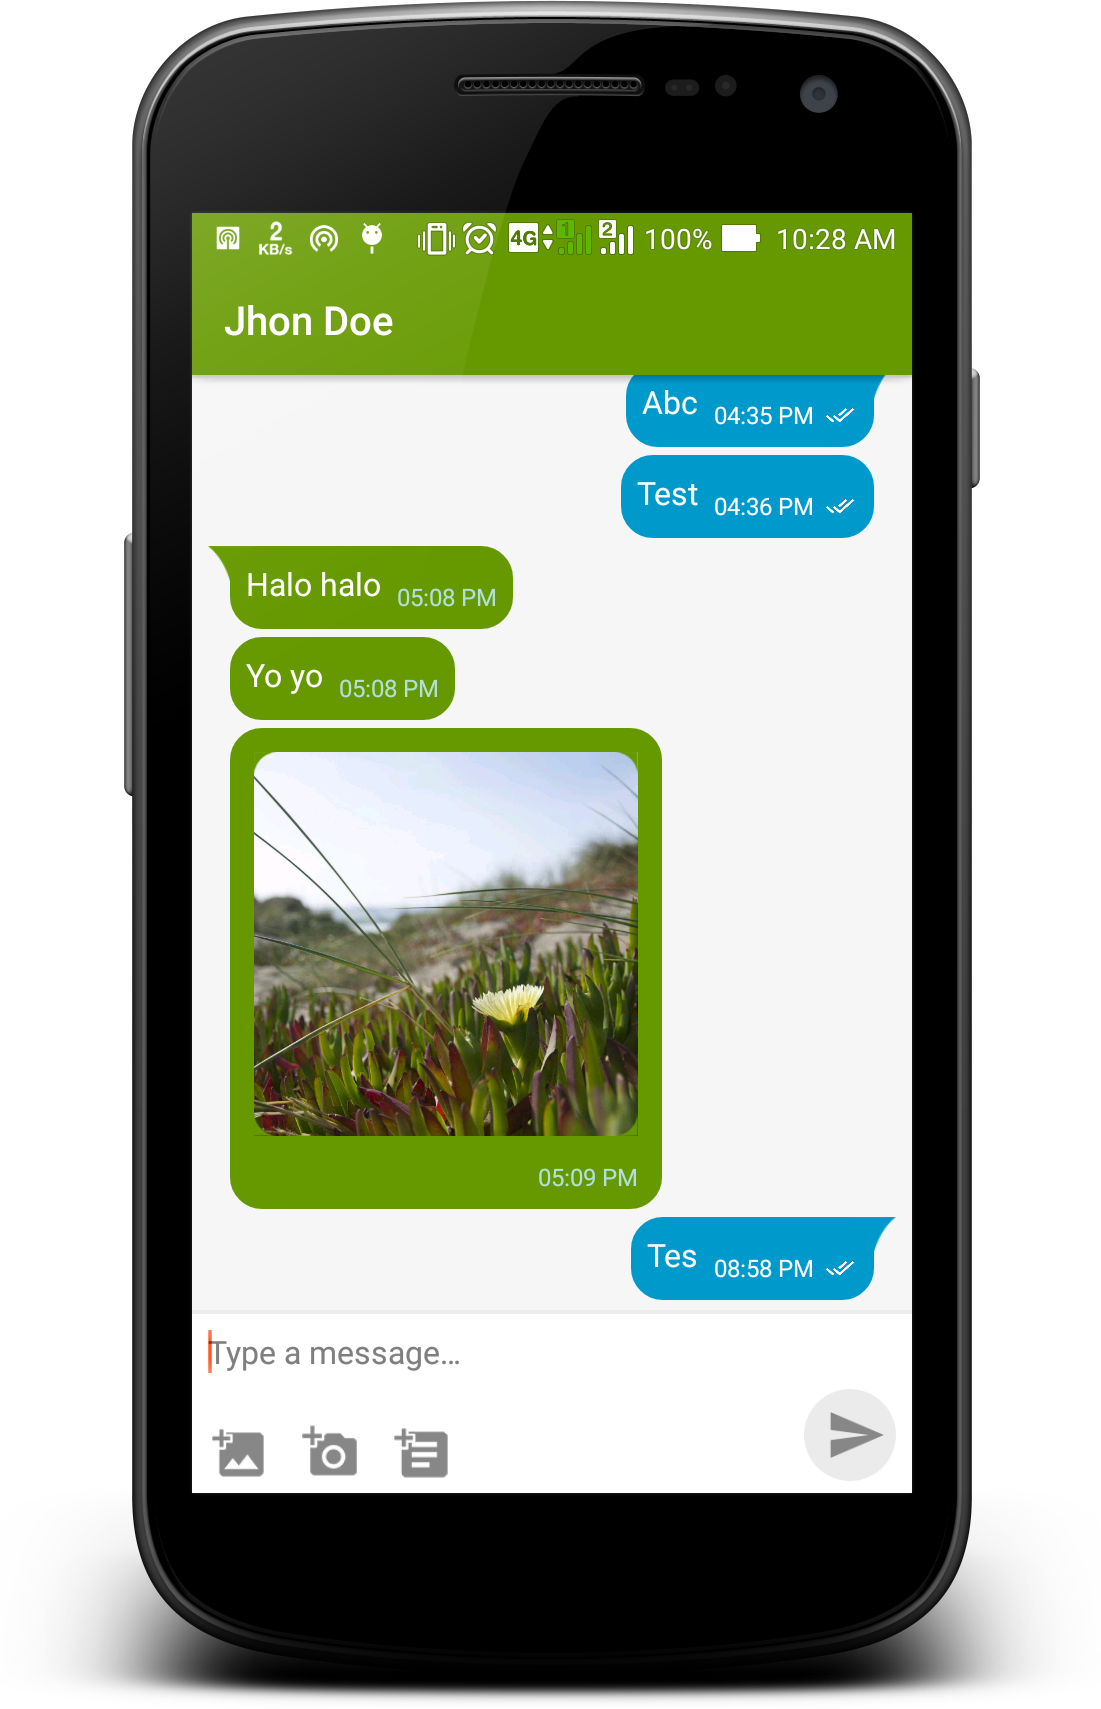 2 KB/s 4G 1 2 100% 10:28 AM
Jhon Doe
Abc 04:35 PM
Test 04:36 PM
Halo halo 05:08 PM
Yo yo 05:08 PM
05:09 PM
Tes 08:58 PM
Type a message...